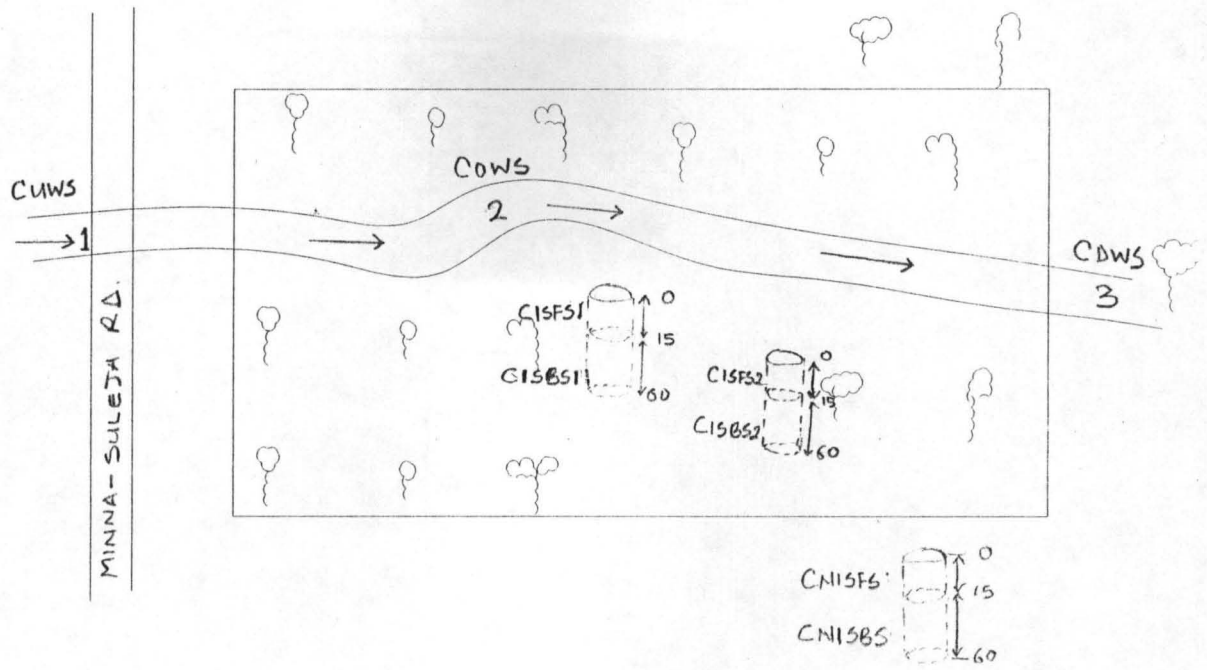 CUWS
1
MINNA-SULEJA RD.
COWS
2
CDWS
3
CISFS1
0
15
CISBS1
60
CISFS2
0
15
CISBS2
60
CNISFS
0
15
CNISBS
60